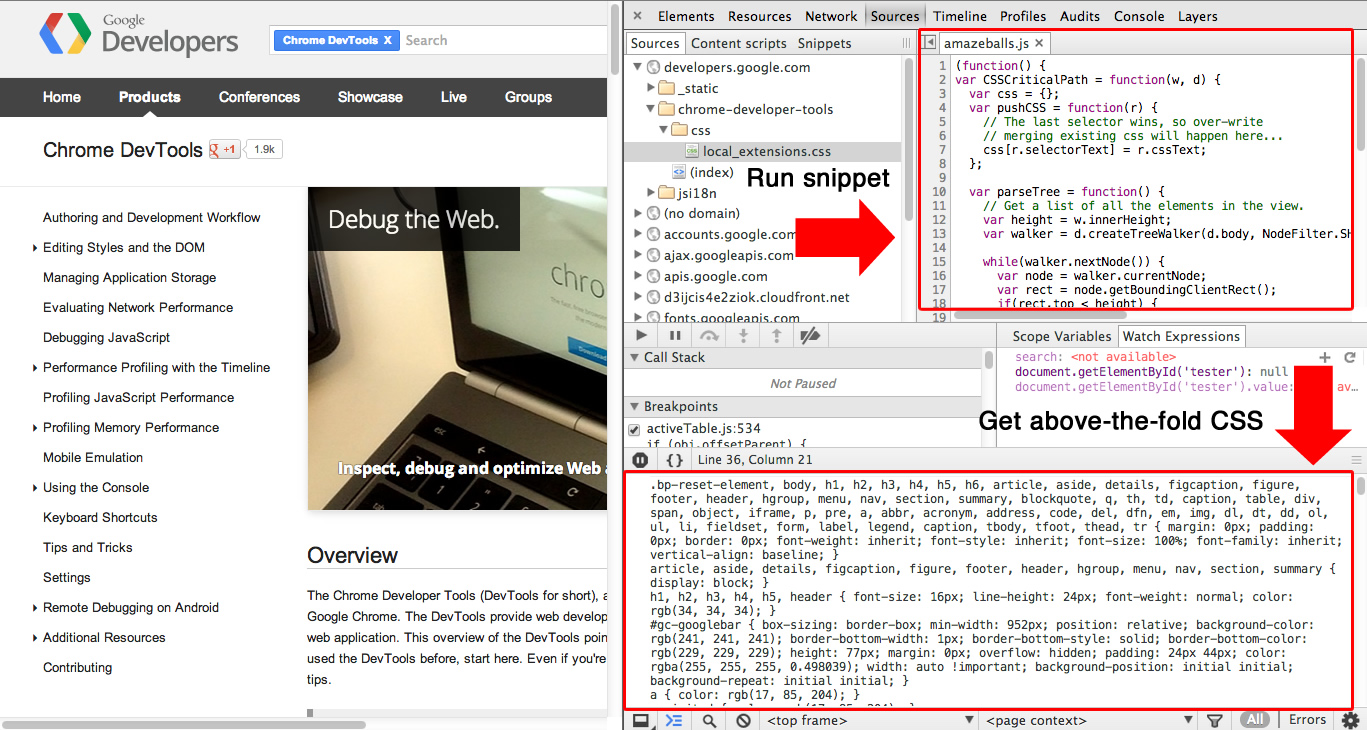 Google
Developers
Chrome DevTools X
Search
Home
Products
Conferences
Showcase
Live
Groups
Chrome DevTools
g +1
1.9k
Authoring and Development Workflow
Editing Styles and the DOM
Managing Application Storage
Evaluating Network Performance
Debugging JavaScript
Performance Profiling with the Timeline
Profiling JavaScript Performance
Profiling Memory Performance
Mobile Emulation
Using the Console
Keyboard Shortcuts
Tips and Tricks
Settings
Remote Debugging on Android
Additional Resources
Contributing
Debug the Web.
chro
Download
esc
Inspect, debug and optimize Web a
Overview
The Chrome Developer Tools (DevTools for short), a
Google Chrome. The DevTools provide web develop
web application. This overview of the DevTools poin
used the DevTools before, start here. Even if you're
tips.
× Elements Resources Network Sources Timeline Profiles Audits Console Layers
Sources Content scripts Snippets
developers.google.com
_static
chrome-developer-tools
css
local_extensions.css
(index)
jsi18n
(no domain)
accounts.google.com
ajax.googleapis.com
apis.google.com
d3ijcis4e2ziok.cloudfront.net
fonts.googleapis.com
Run snippet
amazeballs.js ×
1 (function() {
2 var CSSCriticalPath = function(w, d) {
3 var css = {};
4 var pushCSS = function(r) {
5 // The last selector wins, so over-write
6 // merging existing css will happen here...
7 css[r.selectorText] = r.cssText;
8 };
9
10 var parseTree = function() {
11 // Get a list of all the elements in the view.
12 var height = w.innerHeight;
13 var walker = d.createTreeWalker(d.body, NodeFilter.SH
14
15 while(walker.nextNode()) {
16 var node = walker.currentNode;
17 var rect = node.getBoundingClientRect();
18 if(rect.top < height) {
19
Call Stack
Not Paused
Breakpoints
activeTable.js:534
if (obj.offsetParent) {
Scope Variables Watch Expressions
search: <not available>
document.getElementById('tester'): null
document.getElementById('tester').value: av…
Get above-the-fold CSS
{} Line 36, Column 21
.bp-reset-element, body, h1, h2, h3, h4, h5, h6, article, aside, details, figcaption, figure,
footer, header, hgroup, menu, nav, section, summary, blockquote, q, th, td, caption, table, div,
span, object, iframe, p, pre, a, abbr, acronym, address, code, del, dfn, em, img, dl, dt, dd, ol,
ul, li, fieldset, form, label, legend, caption, tbody, tfoot, thead, tr { margin: 0px; padding:
0px; border: 0px; font-weight: inherit; font-style: inherit; font-size: 100%; font-family: inherit;
vertical-align: baseline; }
article, aside, details, figcaption, figure, footer, header, hgroup, menu, nav, section, summary {
display: block; }
h1, h2, h3, h4, h5, header { font-size: 16px; line-height: 24px; font-weight: normal; color:
rgb(34, 34, 34); }
#gc-googlebar { box-sizing: border-box; min-width: 952px; position: relative; background-color:
rgb(241, 241, 241); border-bottom-width: 1px; border-bottom-style: solid; border-bottom-color:
rgb(229, 229, 229); height: 77px; margin: 0px; overflow: hidden; padding: 24px 44px; color:
rgba(255, 255, 255, 0.498039); width: auto !important; background-position: initial initial;
background-repeat: initial initial; }
a { color: rgb(17, 85, 204); }
<top frame>
<page context>
All
Errors